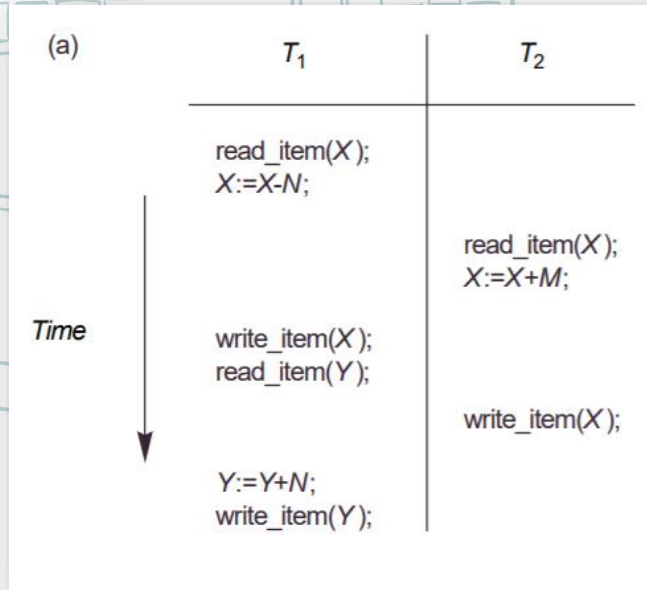 (a)
T1
T2
read_item(X);
X:=X-N;
read_item(X);
X:=X+M;
Time
write_item(X);
read_item(Y);
write_item(X);
Y:=Y+N;
write_item(Y);